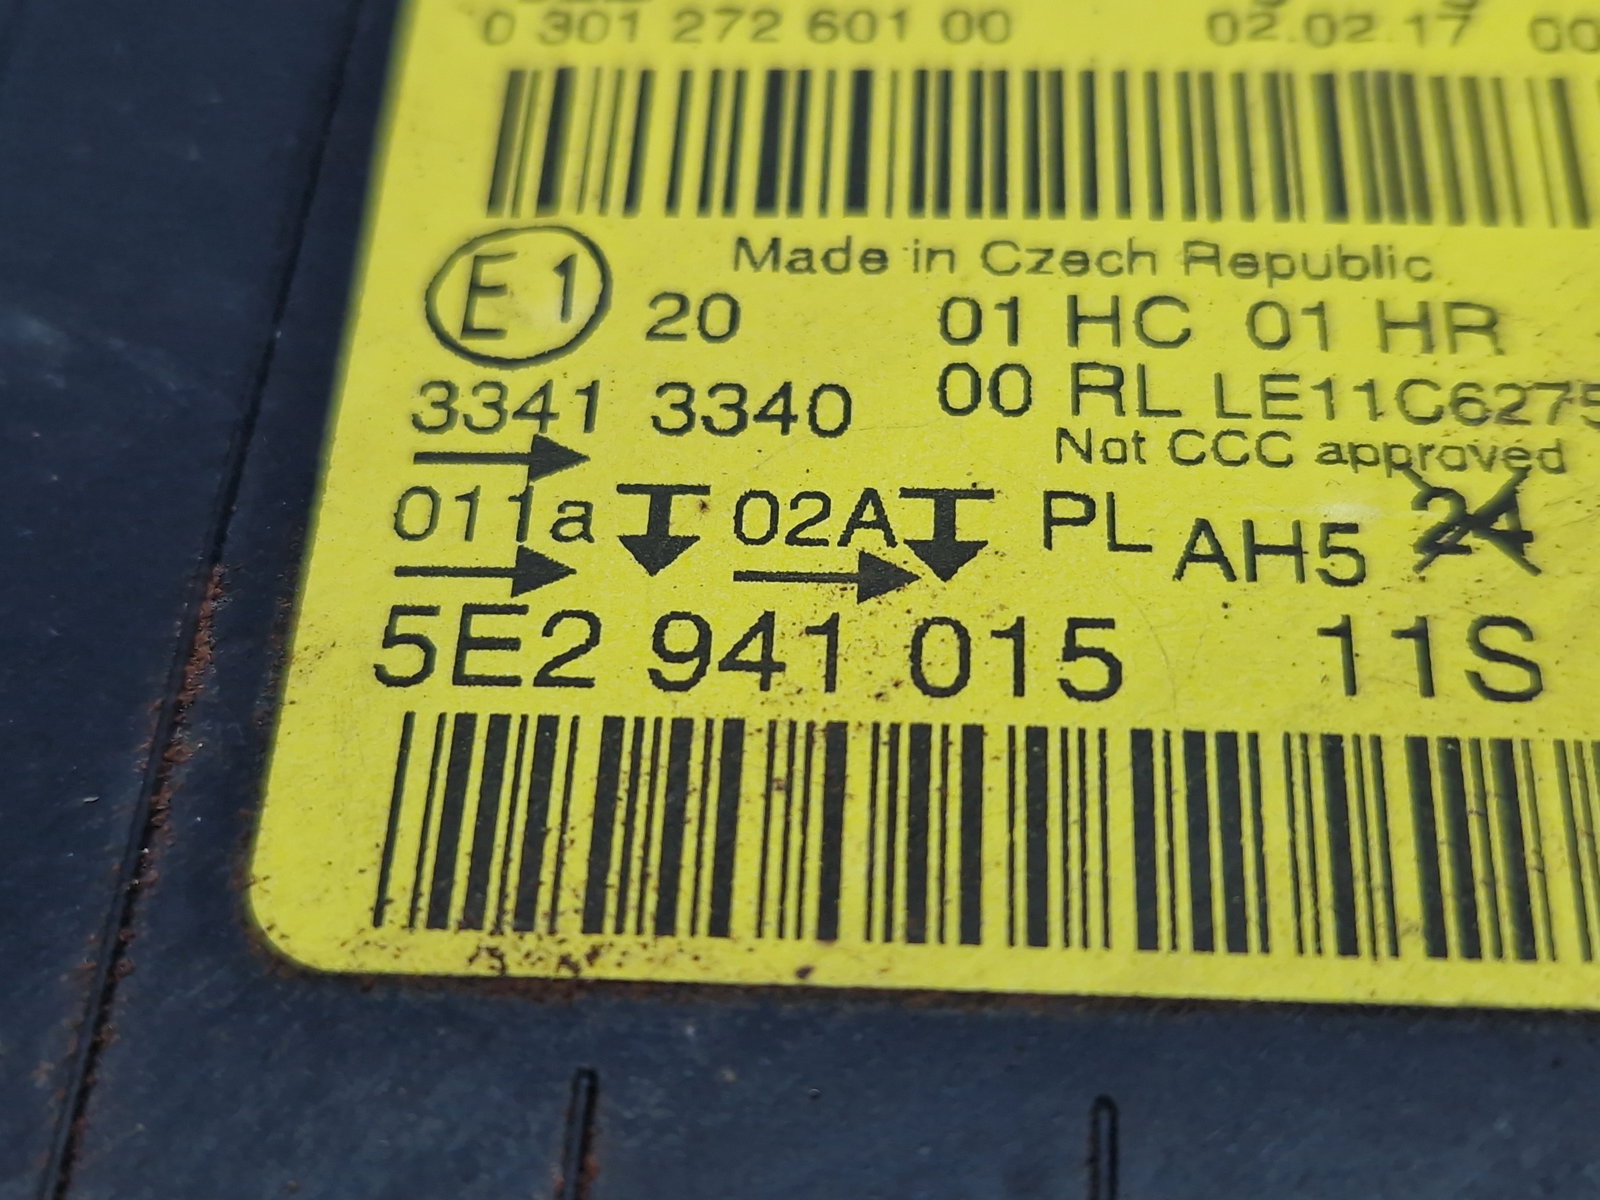 0 301 272 601 00 02.02.17 00
Made in Czech Republic
E1 20 01 HC 01 HR
3341 3340 00 RL LE11C6275
Not CCC approved
011a 02A PL AH5 24
5E2 941 015 11S